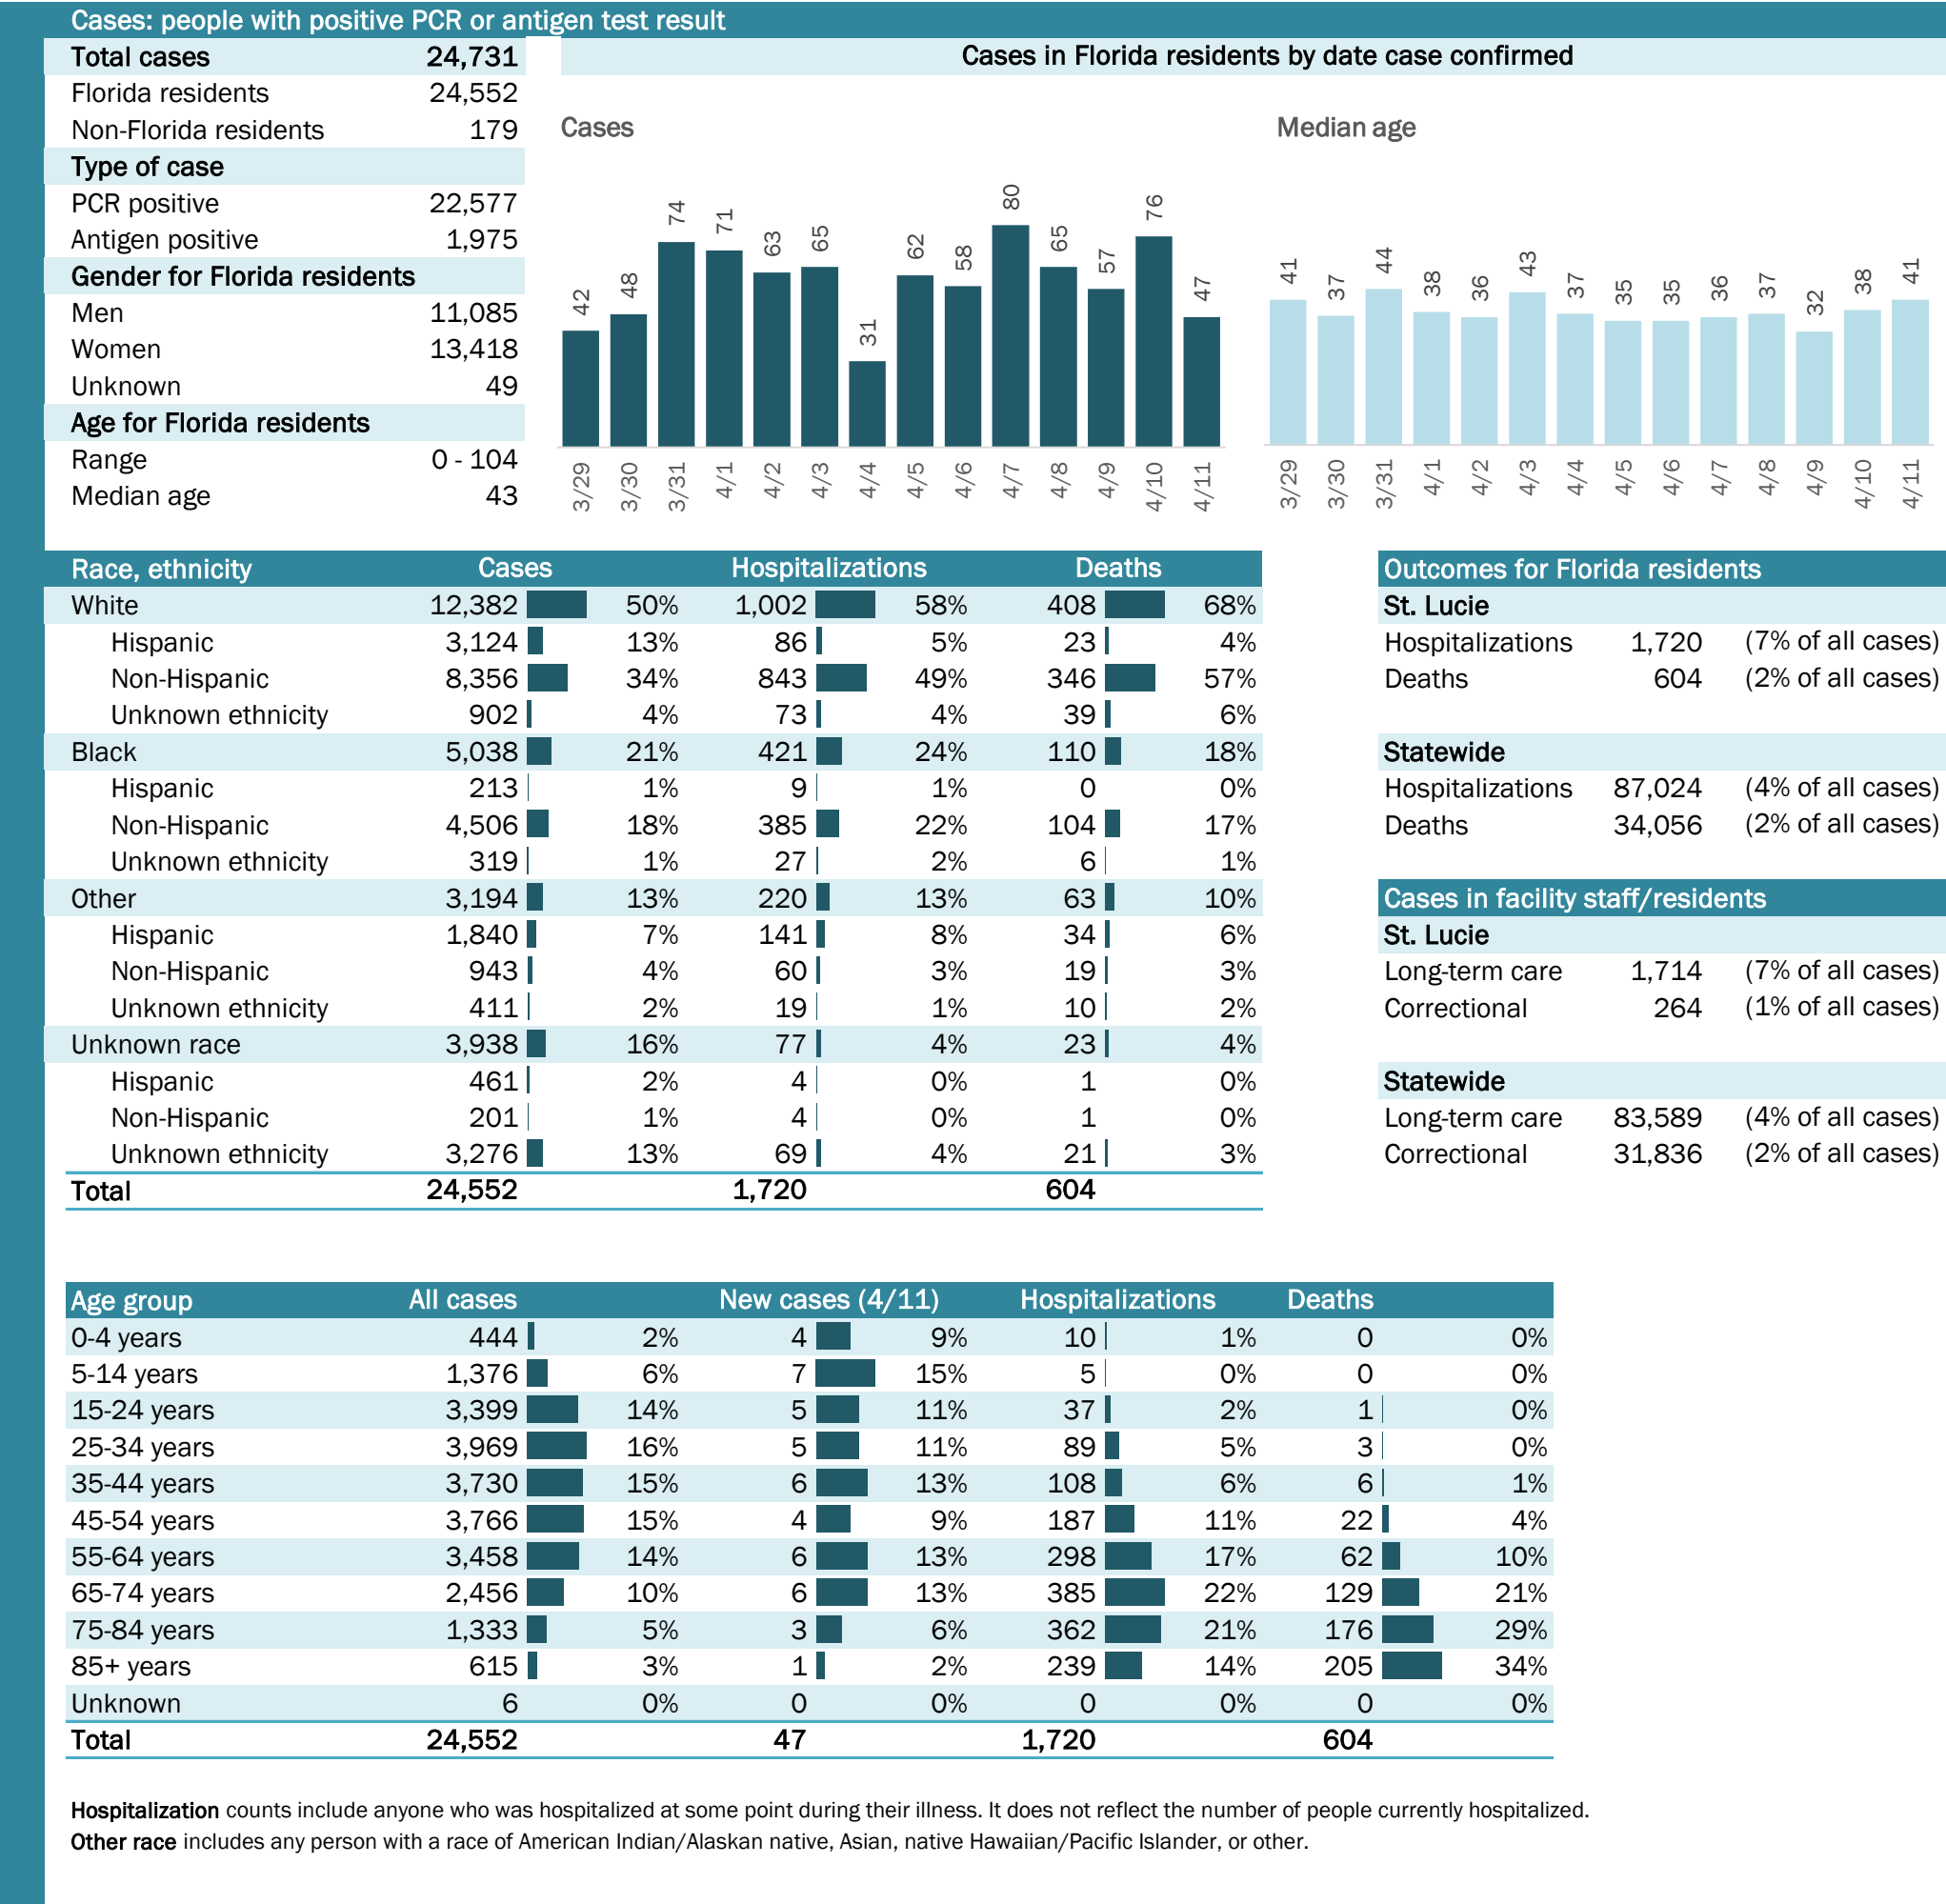 Cases: people with positive PCR or antigen test result
Total cases 24,731
Florida residents 24,552
Non-Florida residents 179
Type of case
PCR positive 22,577
Antigen positive 1,975
Gender for Florida residents
Men 11,085
Women 13,418
Unknown 49
Age for Florida residents
Range 0 - 104
Median age 43
Cases in Florida residents by date case confirmed
Cases
42 48 74 71 63 65 31 62 58 80 65 57 76 47
3/29 3/30 3/31 4/1 4/2 4/3 4/4 4/5 4/6 4/7 4/8 4/9 4/10 4/11
Median age
41 37 44 38 36 43 37 35 35 36 37 32 38 41
3/29 3/30 3/31 4/1 4/2 4/3 4/4 4/5 4/6 4/7 4/8 4/9 4/10 4/11
Race, ethnicity Cases Hospitalizations Deaths
White 12,382 50% 1,002 58% 408 68%
Hispanic 3,124 13% 86 5% 23 4%
Non-Hispanic 8,356 34% 843 49% 346 57%
Unknown ethnicity 902 4% 73 4% 39 6%
Black 5,038 21% 421 24% 110 18%
Hispanic 213 1% 9 1% 0 0%
Non-Hispanic 4,506 18% 385 22% 104 17%
Unknown ethnicity 319 1% 27 2% 6 1%
Other 3,194 13% 220 13% 63 10%
Hispanic 1,840 7% 141 8% 34 6%
Non-Hispanic 943 4% 60 3% 19 3%
Unknown ethnicity 411 2% 19 1% 10 2%
Unknown race 3,938 16% 77 4% 23 4%
Hispanic 461 2% 4 0% 1 0%
Non-Hispanic 201 1% 4 0% 1 0%
Unknown ethnicity 3,276 13% 69 4% 21 3%
Total 24,552 1,720 604
Outcomes for Florida residents
St. Lucie
Hospitalizations 1,720 (7% of all cases)
Deaths 604 (2% of all cases)
Statewide
Hospitalizations 87,024 (4% of all cases)
Deaths 34,056 (2% of all cases)
Cases in facility staff/residents
St. Lucie
Long-term care 1,714 (7% of all cases)
Correctional 264 (1% of all cases)
Statewide
Long-term care 83,589 (4% of all cases)
Correctional 31,836 (2% of all cases)
Age group All cases New cases (4/11) Hospitalizations Deaths
0-4 years 444 2% 4 9% 10 1% 0 0%
5-14 years 1,376 6% 7 15% 5 0% 0 0%
15-24 years 3,399 14% 5 11% 37 2% 1 0%
25-34 years 3,969 16% 5 11% 89 5% 3 0%
35-44 years 3,730 15% 6 13% 108 6% 6 1%
45-54 years 3,766 15% 4 9% 187 11% 22 4%
55-64 years 3,458 14% 6 13% 298 17% 62 10%
65-74 years 2,456 10% 6 13% 385 22% 129 21%
75-84 years 1,333 5% 3 6% 362 21% 176 29%
85+ years 615 3% 1 2% 239 14% 205 34%
Unknown 6 0% 0 0% 0 0% 0 0%
Total 24,552 47 1,720 604
Hospitalization counts include anyone who was hospitalized at some point during their illness. It does not reflect the number of people currently hospitalized.
Other race includes any person with a race of American Indian/Alaskan native, Asian, native Hawaiian/Pacific Islander, or other.